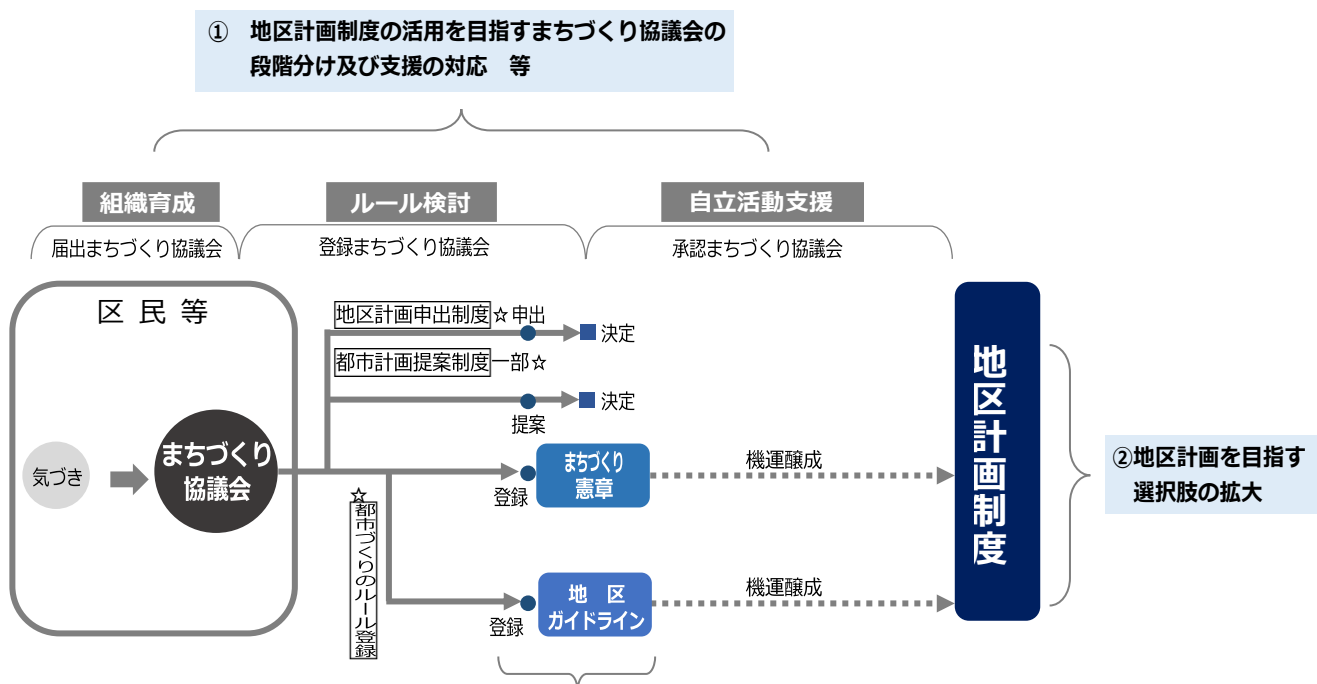 ① 地区計画制度の活用を目指すまちづくり協議会の
段階分け及び支援の対応 等
組織育成
ルール検討
自立活動支援
届出まちづくり協議会
登録まちづくり協議会
承認まちづくり協議会
区民等
地区計画申出制度☆申出
決定
都市計画提案制度一部☆
決定
提案
気づき
まちづくり
協議会
☆都市づくりのルール登録
登録
まちづくり
憲章
機運醸成
登録
地区
ガイドライン
機運醸成
地区計画制度
②地区計画を目指す
選択肢の拡大